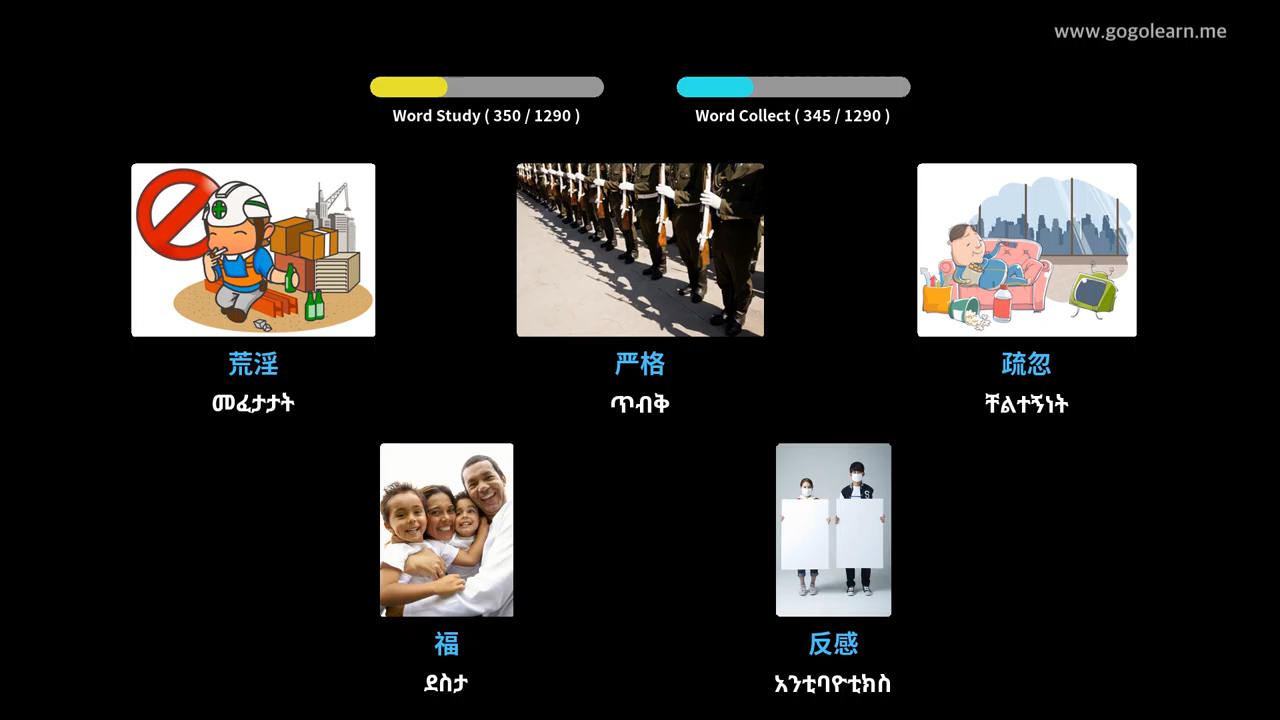 www.gogolearn.me
Word Study ( 350 / 1290 )
Word Collect ( 345 / 1290 )
荒淫
መፈታታት
严格
ጥብቅ
疏忽
ቸልተኝነት
福
ደስታ
反感
አንቲባዮቲክስ